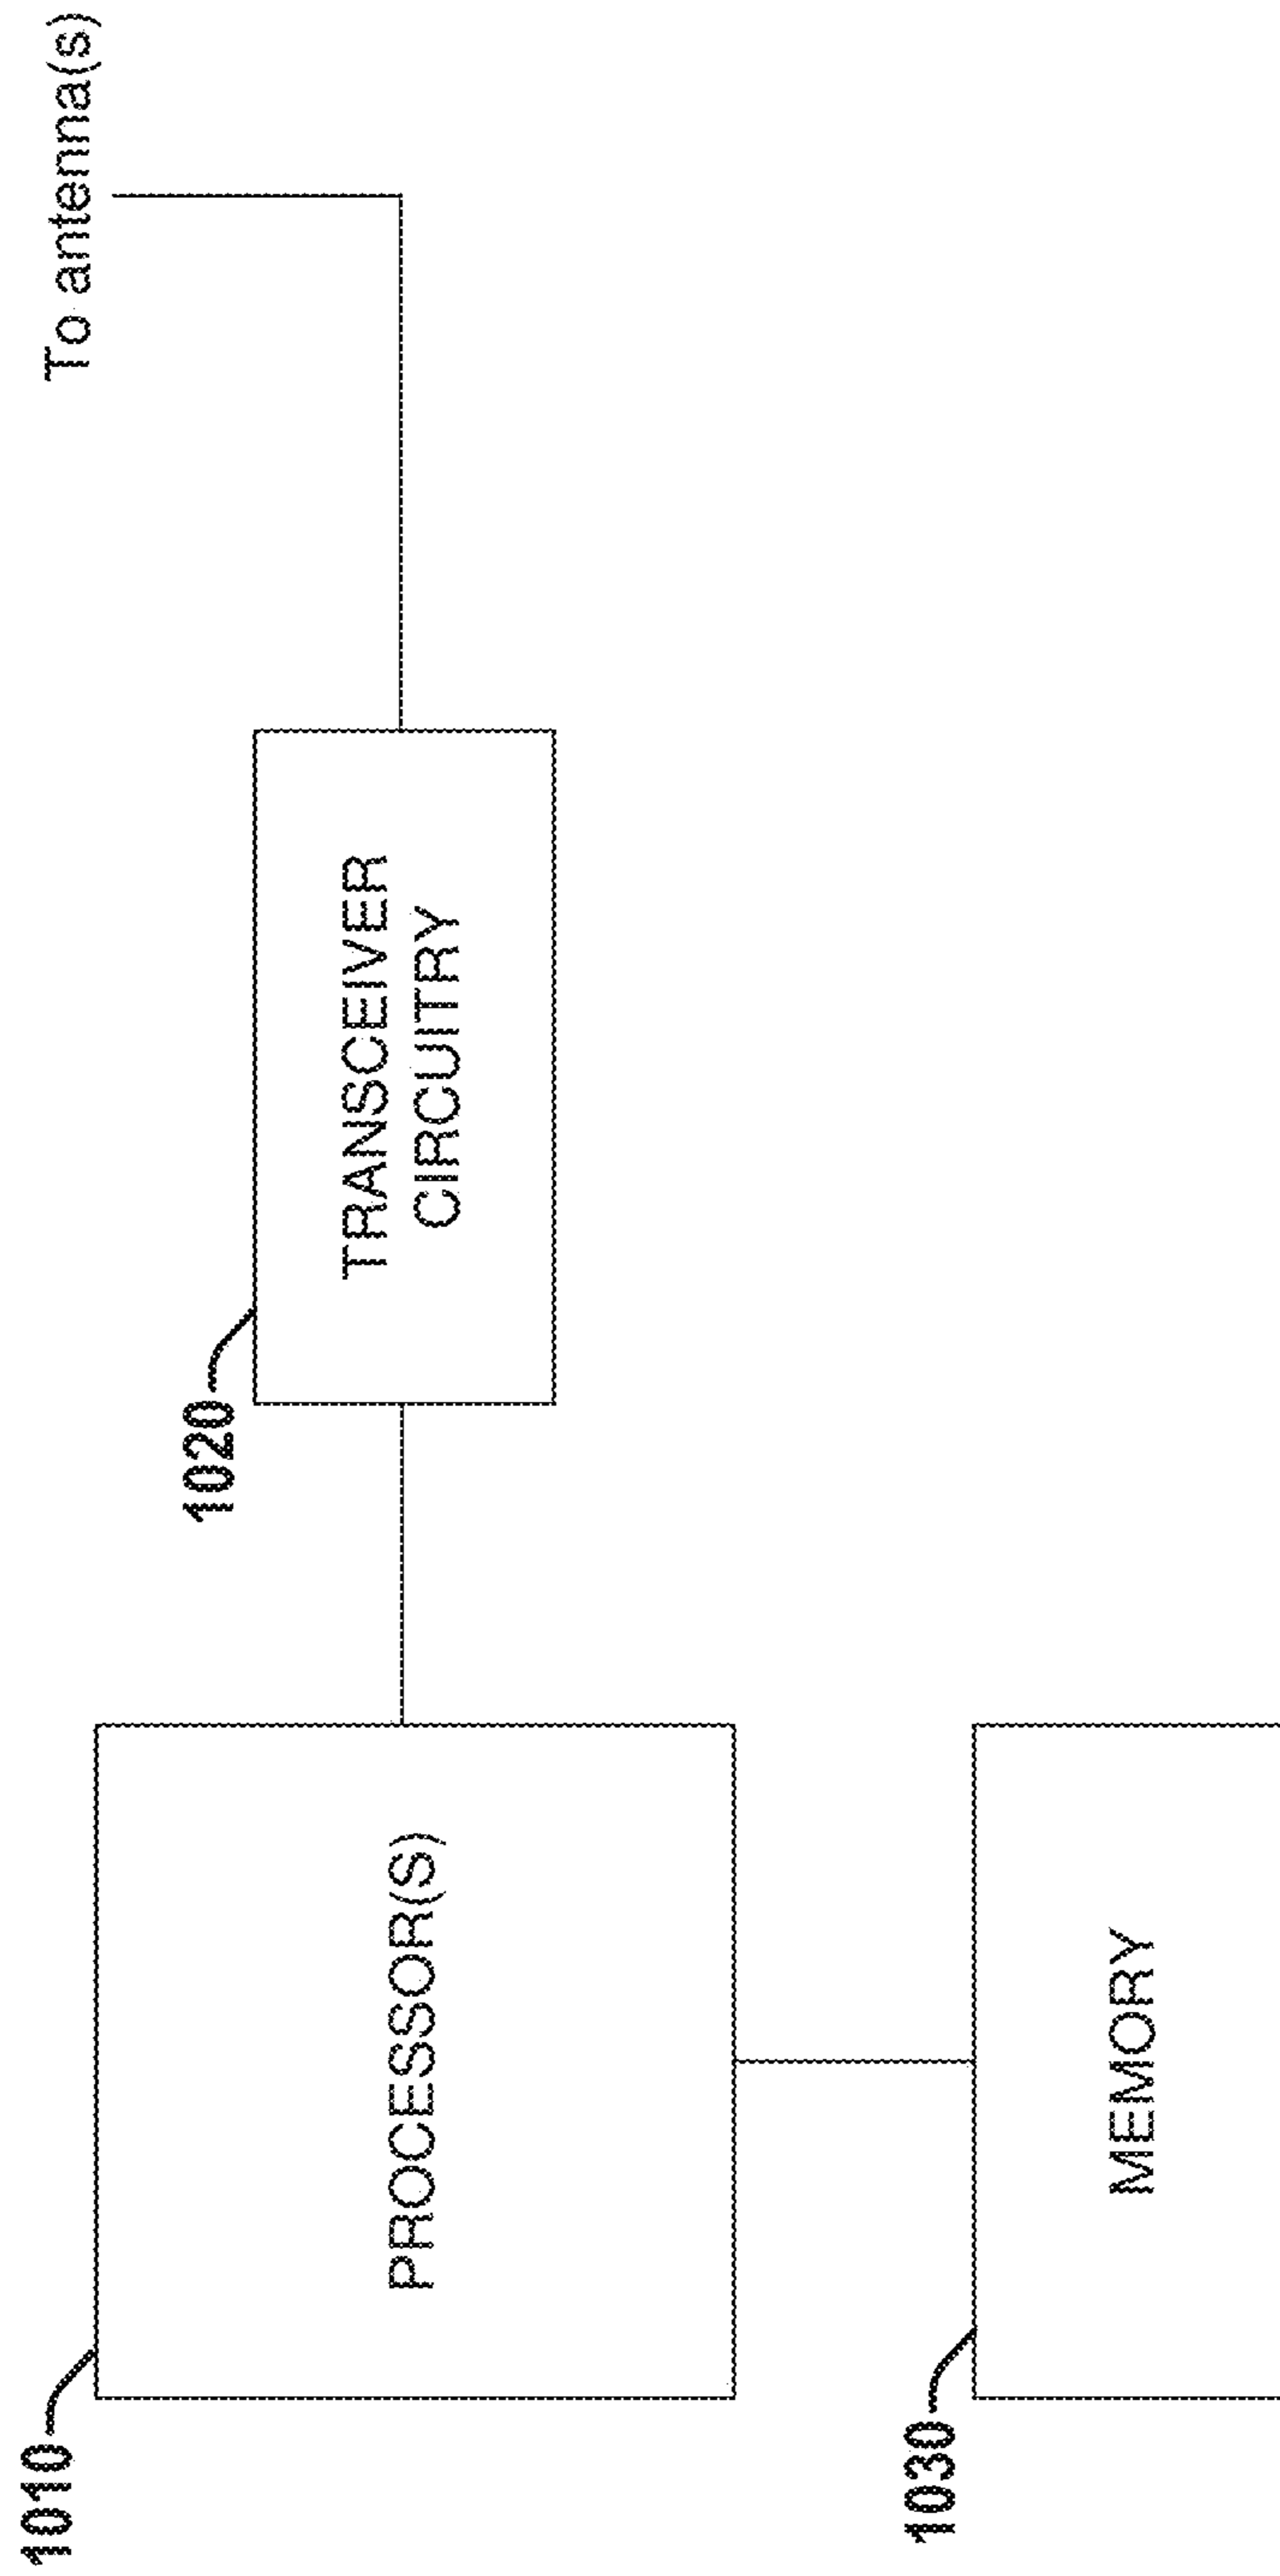 To antenna(s)
1020
TRANSCEIVER
CIRCUITRY
1010
PROCESSOR(S)
1030
MEMORY